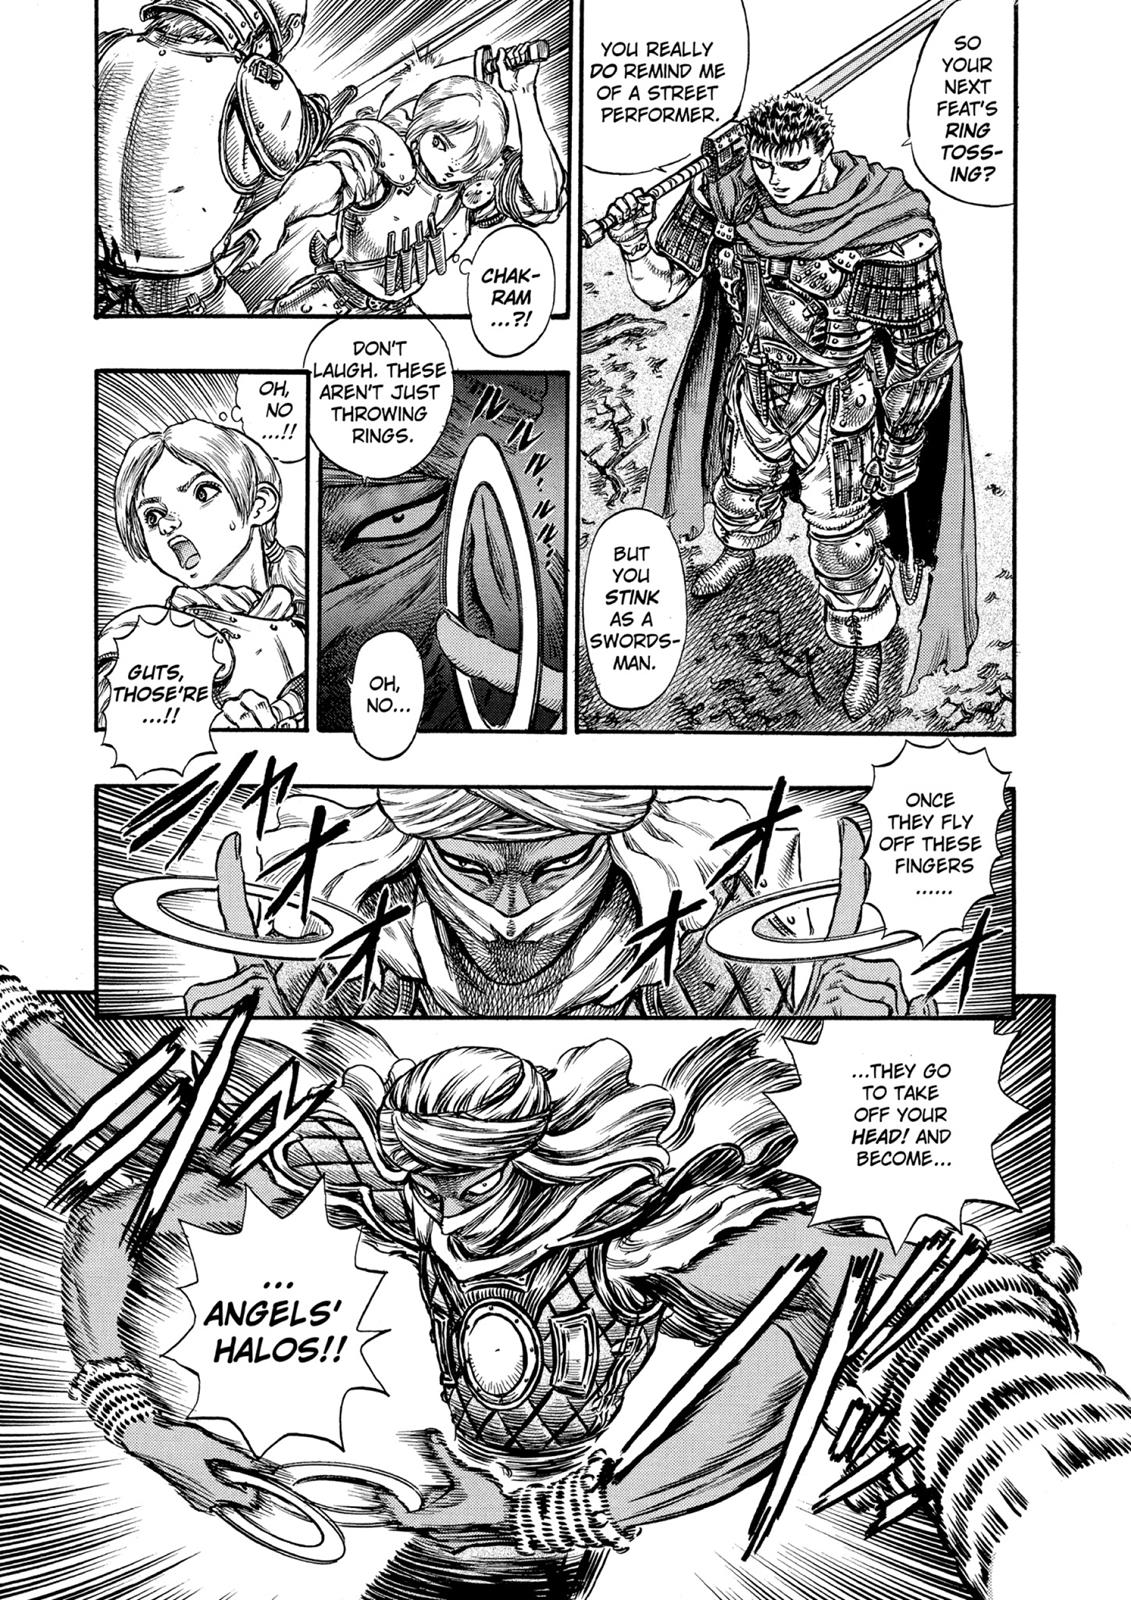 SO
YOUR
NEXT
FEAT'S
RING
TOSS-
ING?
YOU REALLY
DO REMIND ME
OF A STREET
PERFORMER.
BUT
YOU
STINK
AS A
SWORDS-
MAN.
CHAK-
RAM
...?!
DON'T
LAUGH. THESE
AREN'T JUST
THROWING
RINGS.
OH,
NO...
OH,
NO
...!!
GUTS,
THOSE'RE
...!!
ONCE
THEY FLY
OFF THESE
FINGERS
......
...THEY GO
TO TAKE
OFF YOUR
HEAD! AND
BECOME...
...
ANGELS'
HALOS!!